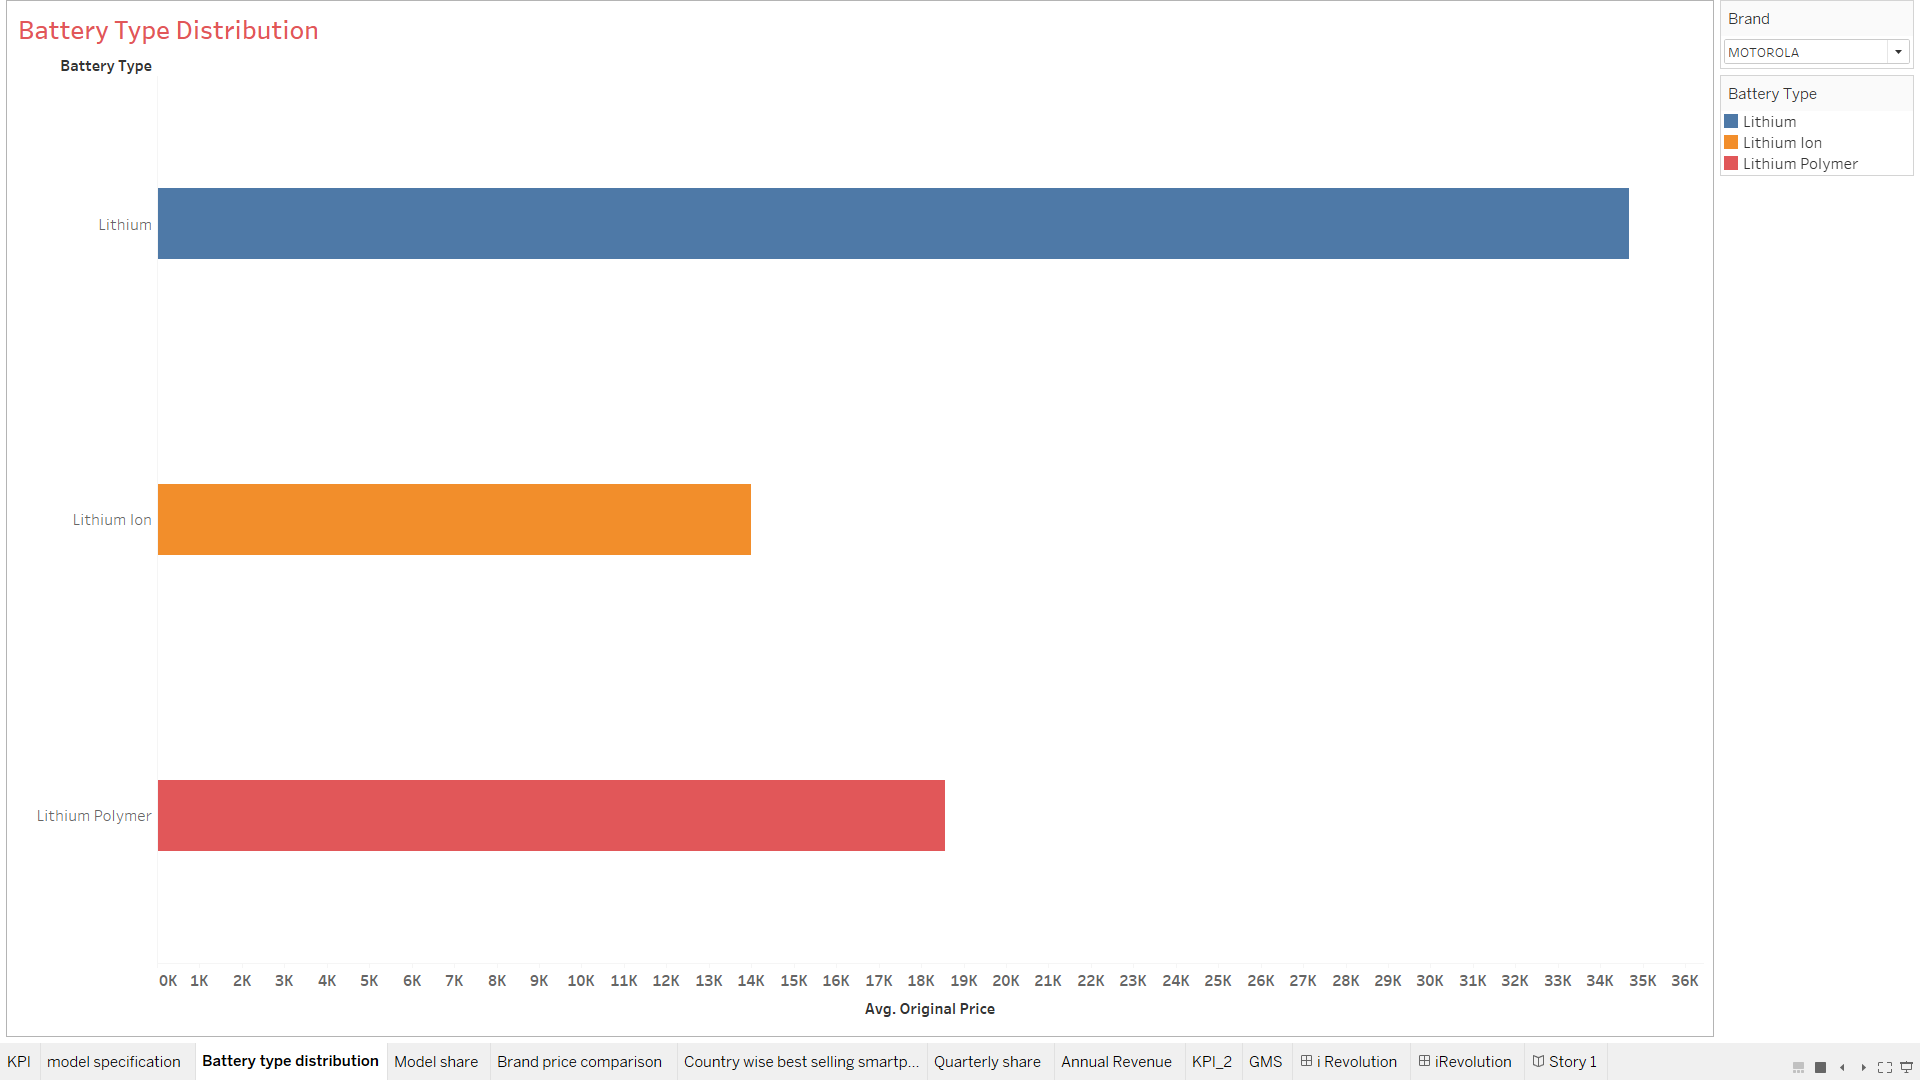 Battery Type Distribution
Battery Type
Lithium
Lithium Ion
Lithium Polymer
0K 1K 2K 3K 4K 5K 6K 7K 8K 9K 10K 11K 12K 13K 14K 15K 16K 17K 18K 19K 20K 21K 22K 23K 24K 25K 26K 27K 28K 29K 30K 31K 32K 33K 34K 35K 36K
Avg. Original Price
Brand
MOTOROLA
Battery Type
Lithium
Lithium Ion
Lithium Polymer
KPI model specification Battery type distribution Model share Brand price comparison Country wise best selling smartp... Quarterly share Annual Revenue KPI_2 GMS i Revolution iRevolution Story 1